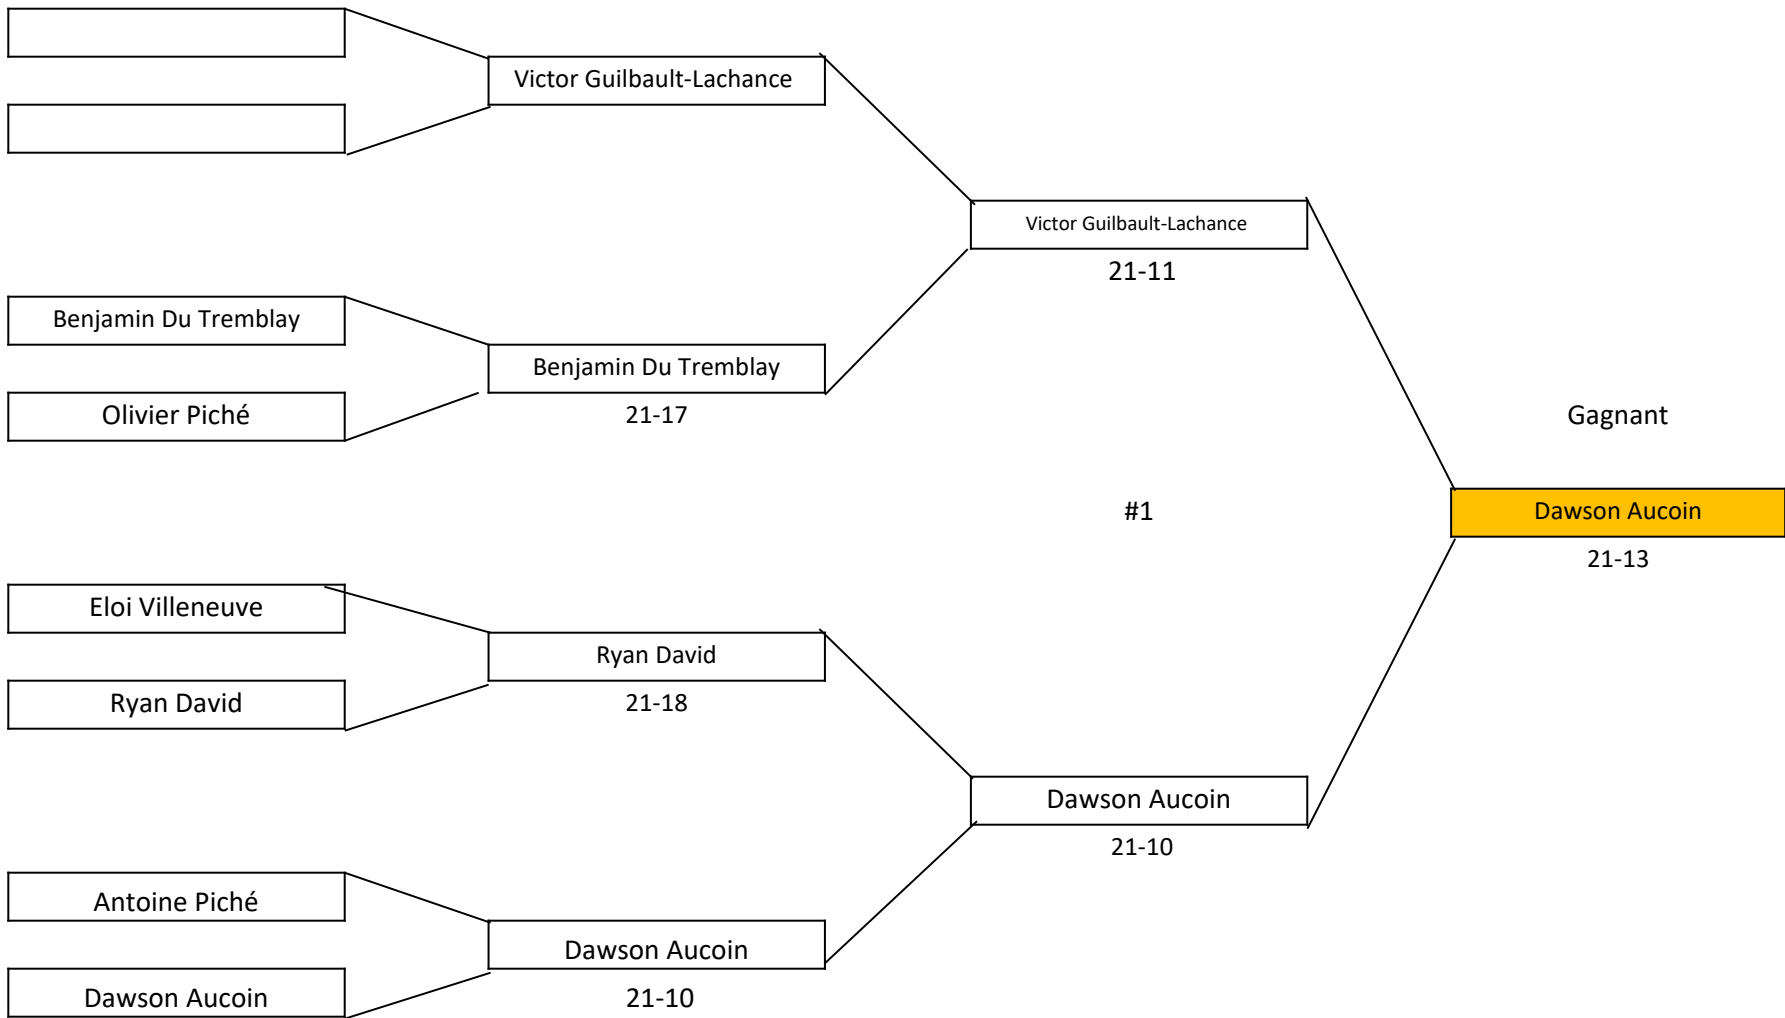 Victor Guilbault-Lachance
Victor Guilbault-Lachance
21-11
Benjamin Du Tremblay
Benjamin Du Tremblay
Olivier Piché
21-17
Gagnant
#1
Dawson Aucoin
21-13
Eloi Villeneuve
Ryan David
Ryan David
21-18
Dawson Aucoin
21-10
Antoine Piché
Dawson Aucoin
Dawson Aucoin
21-10